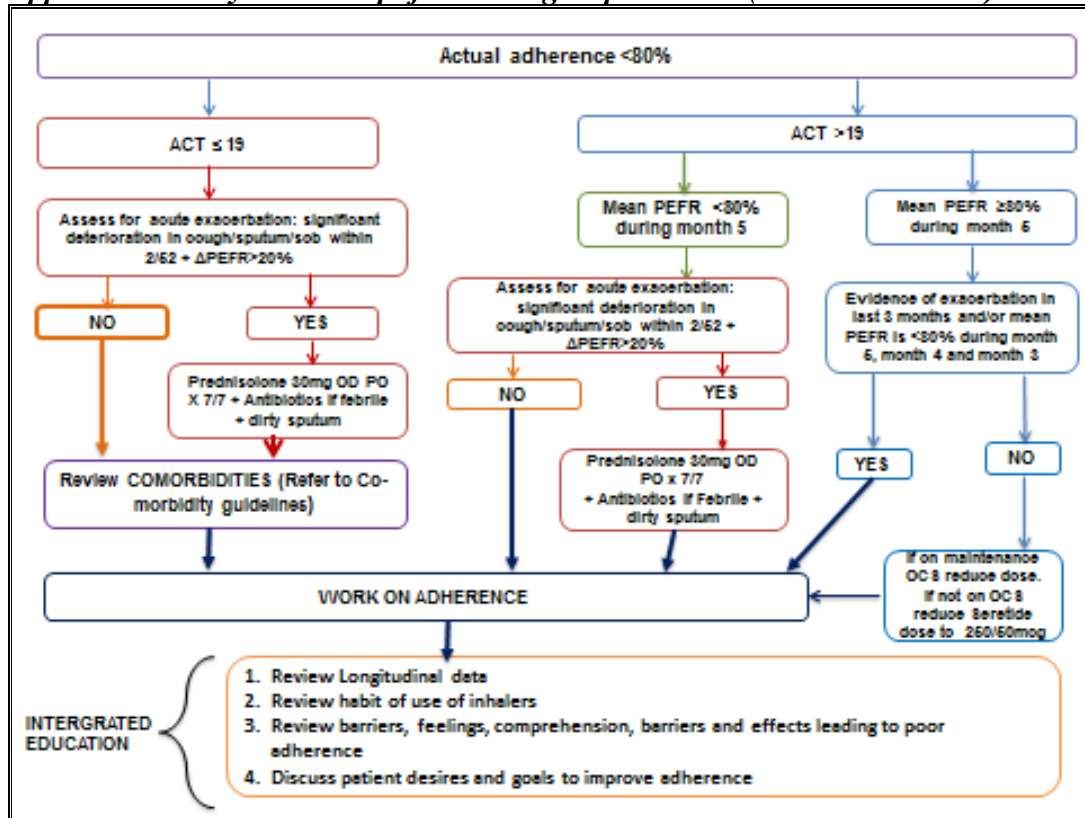 Actual adherence <80%
ACT ≤ 19
ACT >19
Assess for acute exacerbation: significant
deterioration in cough/sputum/sob within
2/52 + ΔPEFR>20%
NO
YES
Prednisolone 30mg OD PO
X 7/7 + Antibiotics if febrile
+ dirty sputum
Review COMORBIDITIES (Refer to Co-
morbidity guidelines)
Mean PEFR <80%
during month 5
Mean PEFR ≥80%
during month 5
Assess for acute exacerbation:
significant deterioration in
cough/sputum/sob within 2/52 +
ΔPEFR>20%
NO
YES
Prednisolone 30mg OD
PO x 7/7
+ Antibiotics if Febrile +
dirty sputum
Evidence of exacerbation in
last 3 months and/or mean
PEFR is <80% during month
5, month 4 and month 3
YES
NO
If on maintenance
OCS reduce dose.
If not on OCS
reduce Seretide
dose to 250/50mcg
WORK ON ADHERENCE
INTERGRATED
EDUCATION
1. Review Longitudinal data
2. Review habit of use of inhalers
3. Review barriers, feelings, comprehension, barriers and effects leading to poor
adherence
4. Discuss patient desires and goals to improve adherence